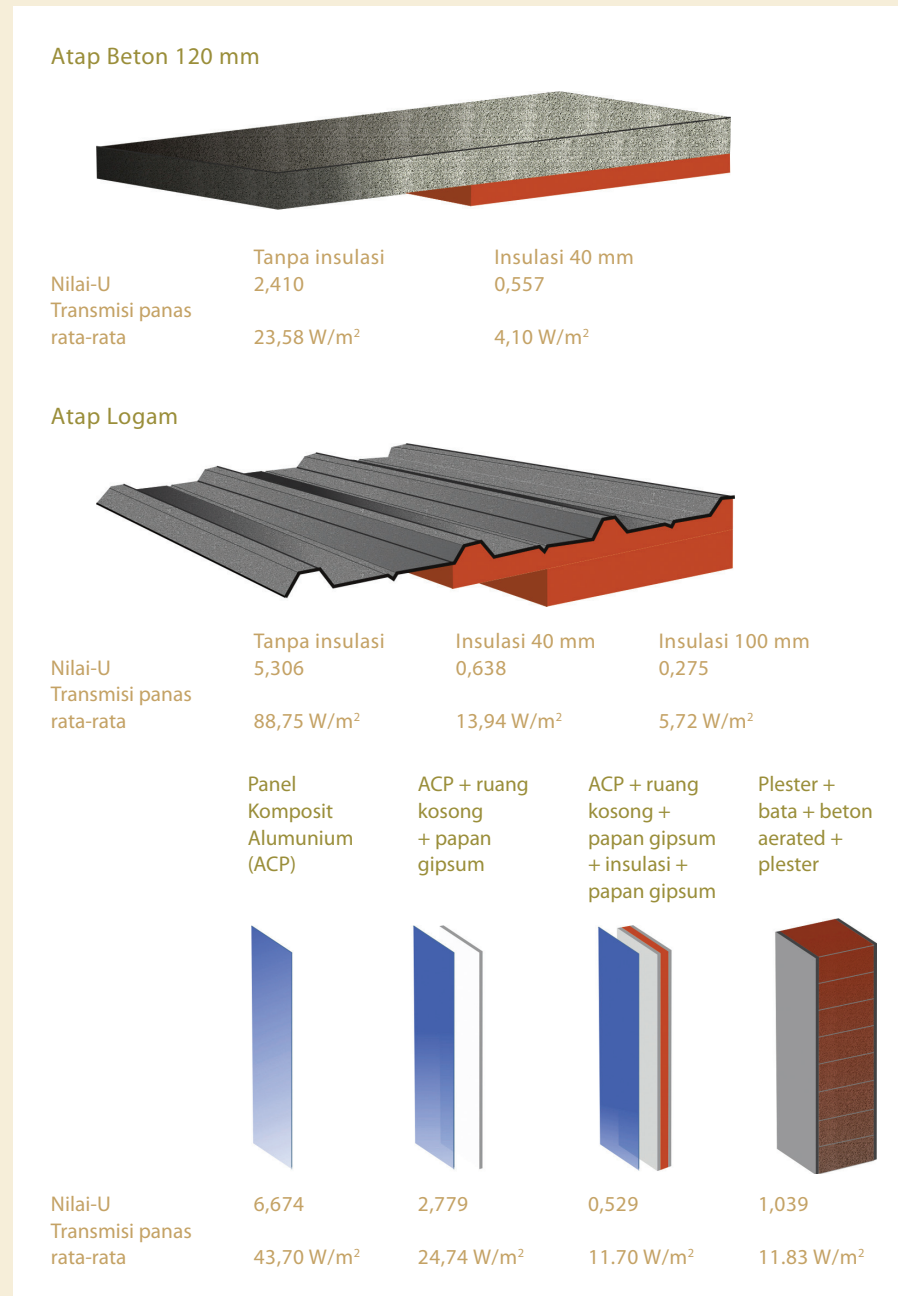 Atap Beton 120 mm
Tanpa insulasi Insulasi 40 mm
Nilai-U 2,410 0,557
Transmisi panas
rata-rata 23,58 W/m² 4,10 W/m²
Atap Logam
Tanpa insulasi Insulasi 40 mm Insulasi 100 mm
Nilai-U 5,306 0,638 0,275
Transmisi panas
rata-rata 88,75 W/m² 13,94 W/m² 5,72 W/m²
Panel
Komposit
Alumunium
(ACP)
ACP + ruang
kosong
+ papan
gipsum
ACP + ruang
kosong +
papan gipsum
+ insulasi +
papan gipsum
Plester +
bata + beton
aerated +
plester
Nilai-U 6,674 2,779 0,529 1,039
Transmisi panas
rata-rata 43,70 W/m² 24,74 W/m² 11.70 W/m² 11.83 W/m²